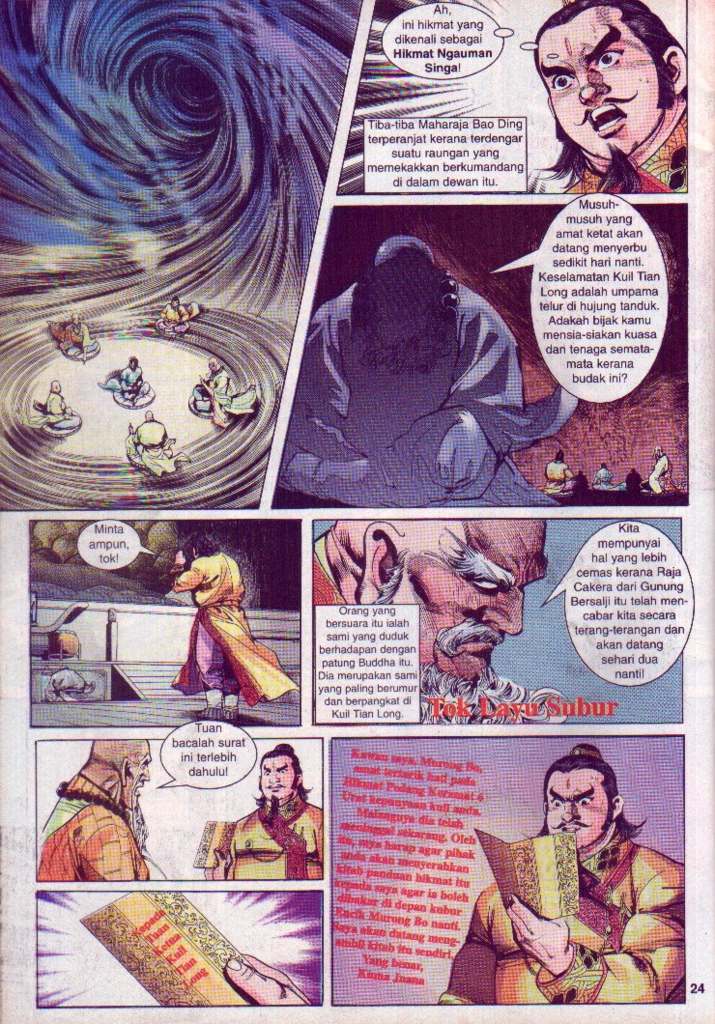 Ah,
ini hikmat yang
dikenali sebagai
Hikmat Ngauman
Singa!
Tiba-tiba Maharaja Bao Ding
terperanjat kerana terdengar
suatu raungan yang
memekakkan berkumandang
di dalam dewan itu.
Musuh-
musuh yang
amat ketat akan
datang menyerbu
sedikit hari nanti.
Keselamatan Kuil Tian
Long adalah umpama
telur di hujung tanduk.
Adakah bijak kamu
mensia-siakan kuasa
dan tenaga semata-
mata kerana
budak ini?
Minta
ampun,
tok!
Orang yang
bersuara itu ialah
sami yang duduk
berhadapan dengan
patung Buddha itu.
Dia merupakan sami
yang paling berumur
dan berpangkat di
Kuil Tian Long.
Kita
mempunyai
hal yang lebih
cemas kerana Raja
Cakera dari Gunung
Bersalji itu telah men-
cabar kita secara
terang-terangan dan
akan datang
sehari dua
nanti!
Tok Layu Subur
Tuan
bacalah surat
ini terlebih
dahulu!
Kepada
Tuan
Ketua
Kuil
Tian
Long
Kawan saya, Murong Bo,
amat tertarik hati pada
Hikmat Pedang Keramat 6
Urat kepunyaan kuil anda.
Malangnya dia telah
meninggal sekarang. Oleh
itu, saya harap agar pihak
anda akan menyerahkan
kitab panduan hikmat itu
kepada saya agar ia boleh
dibakar di depan kubur
Encik Murong Bo nanti.
Saya akan datang meng-
ambil kitab itu sendiri.
Yang benar,
Kiuna Jnana
24